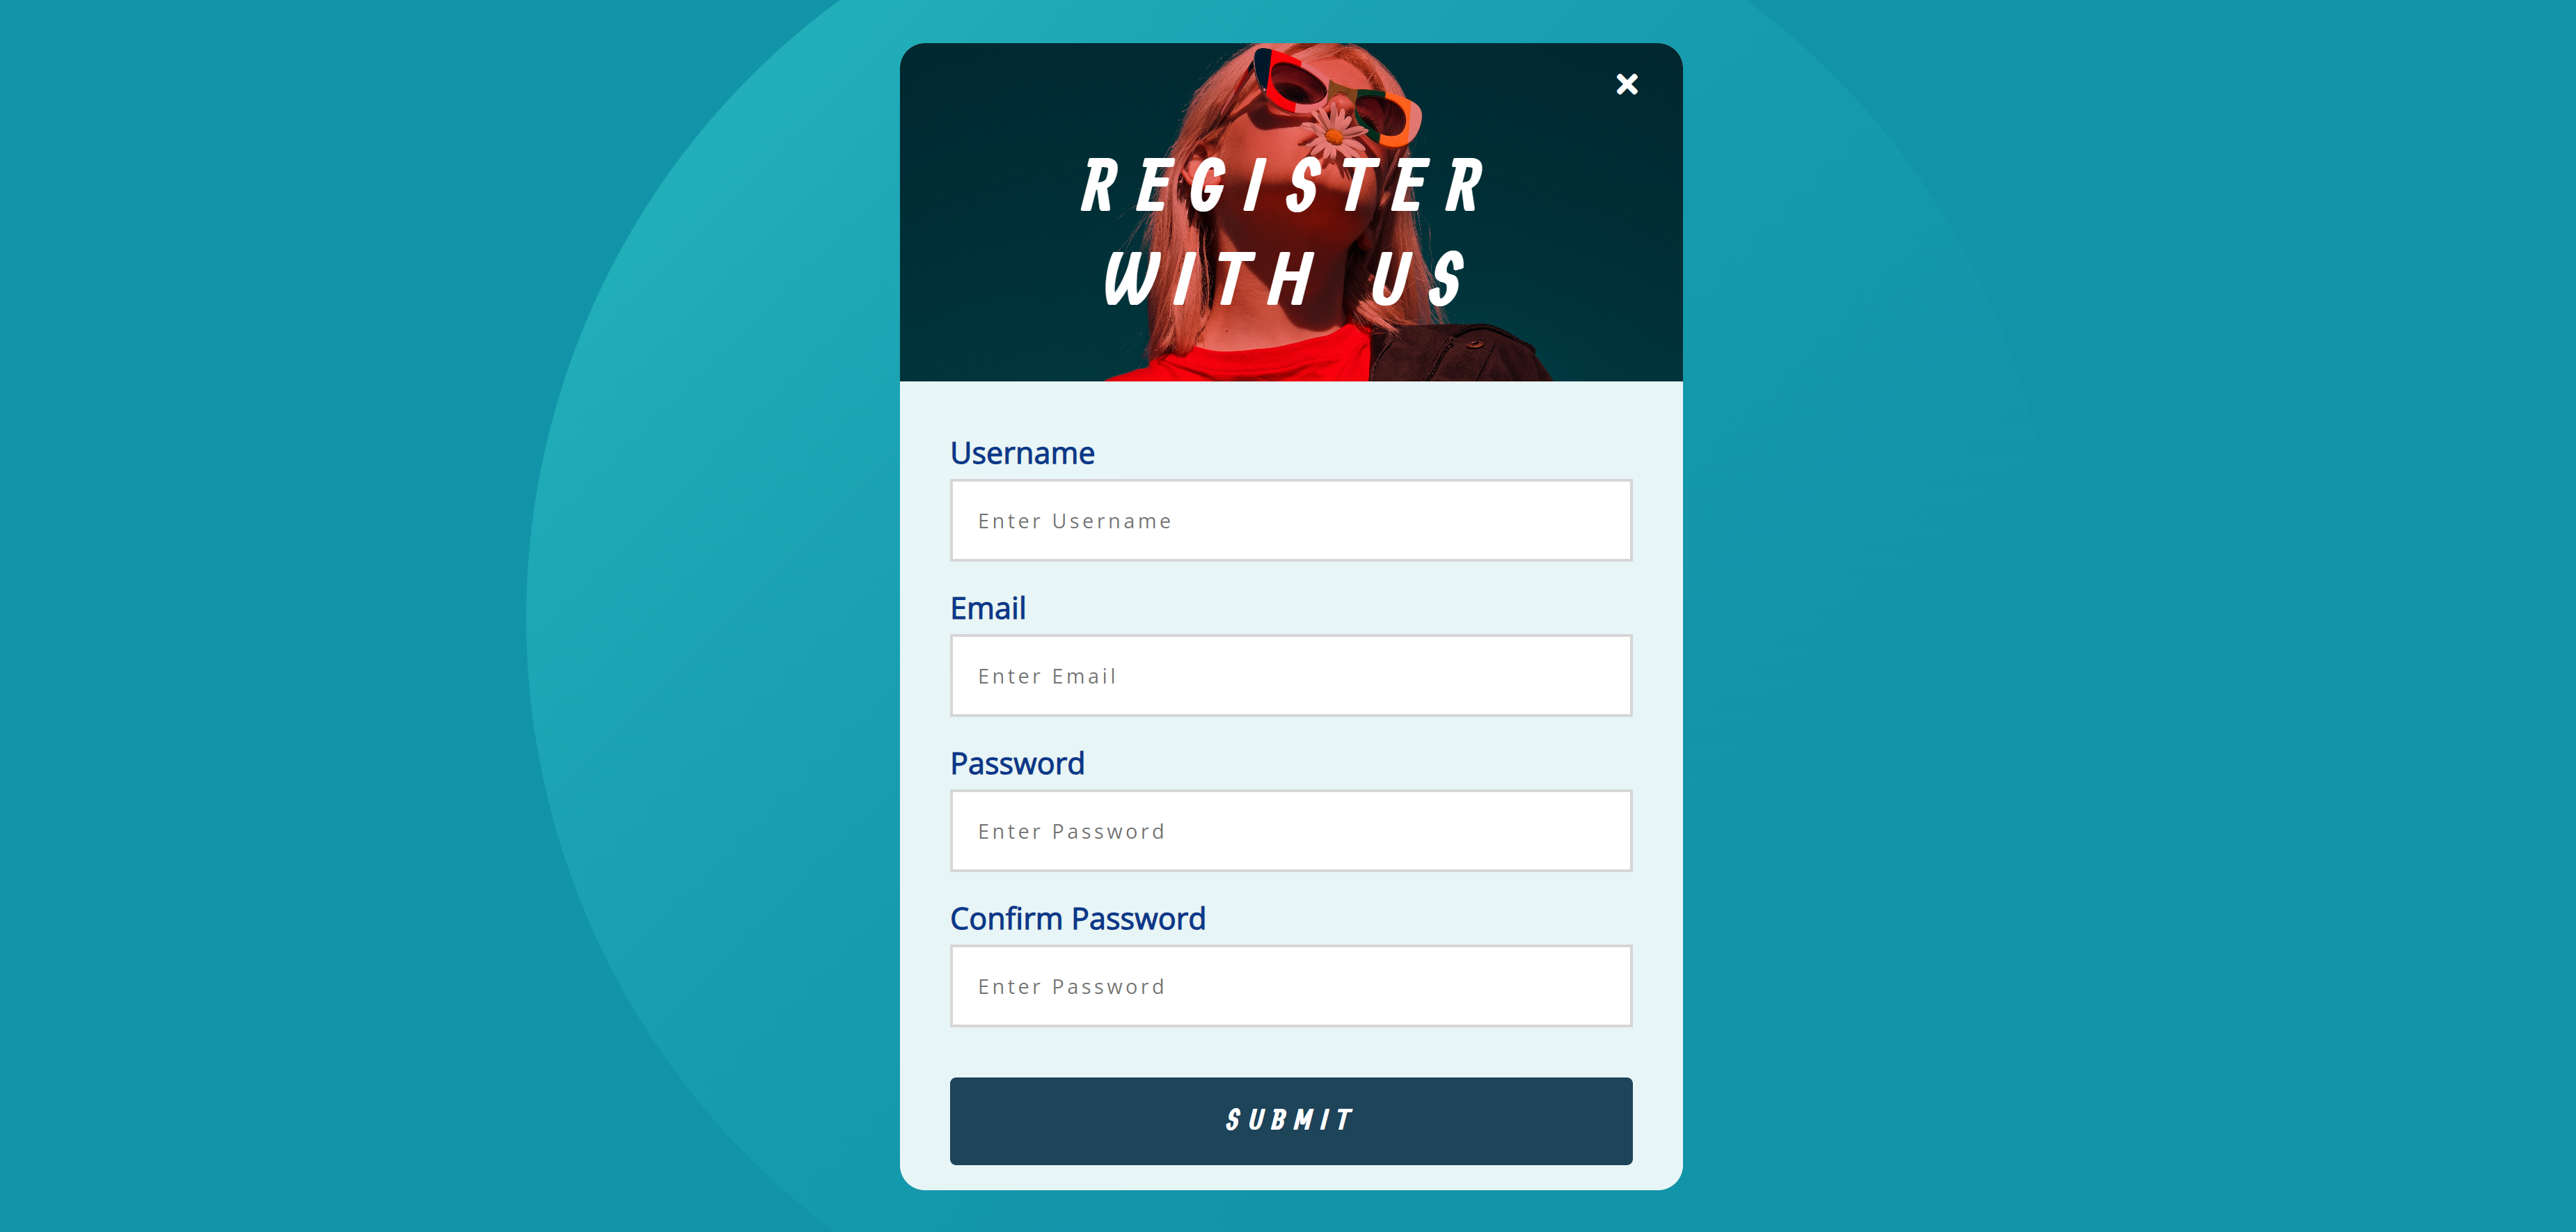 REGISTER
WITH US
Username
Enter Username
Email
Enter Email
Password
Enter Password
Confirm Password
Enter Password
SUBMIT